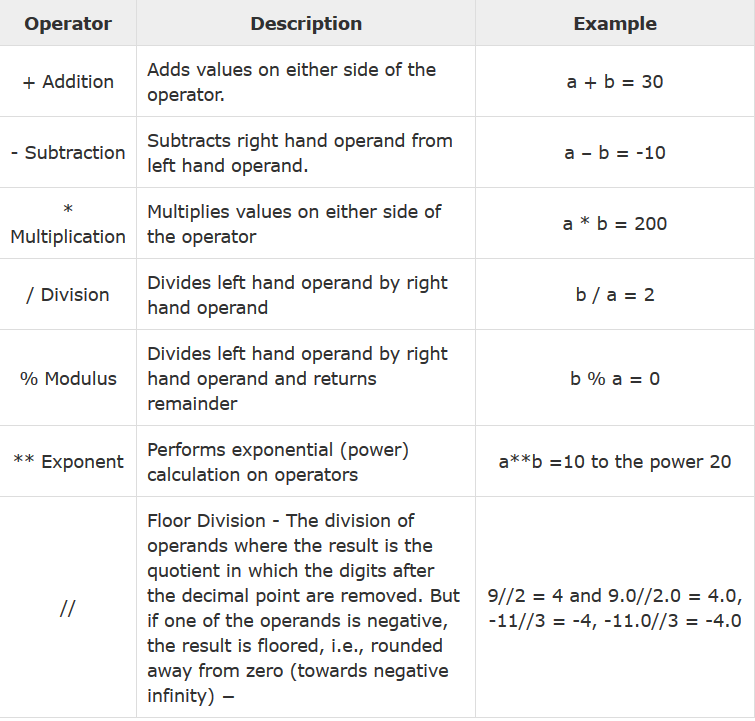 Operator Description Example
+ Addition
Adds values on either side of the
operator.
a + b = 30
- Subtraction
Subtracts right hand operand from
left hand operand.
a – b = -10
*
Multiplication
Multiplies values on either side of
the operator
a * b = 200
/ Division
Divides left hand operand by right
hand operand
b / a = 2
% Modulus
Divides left hand operand by right
hand operand and returns
remainder
b % a = 0
** Exponent
Performs exponential (power)
calculation on operators
a**b =10 to the power 20
//
Floor Division - The division of
operands where the result is the
quotient in which the digits after
the decimal point are removed. But
if one of the operands is negative,
the result is floored, i.e., rounded
away from zero (towards negative
infinity) −
9//2 = 4 and 9.0//2.0 = 4.0,
-11//3 = -4, -11.0//3 = -4.0